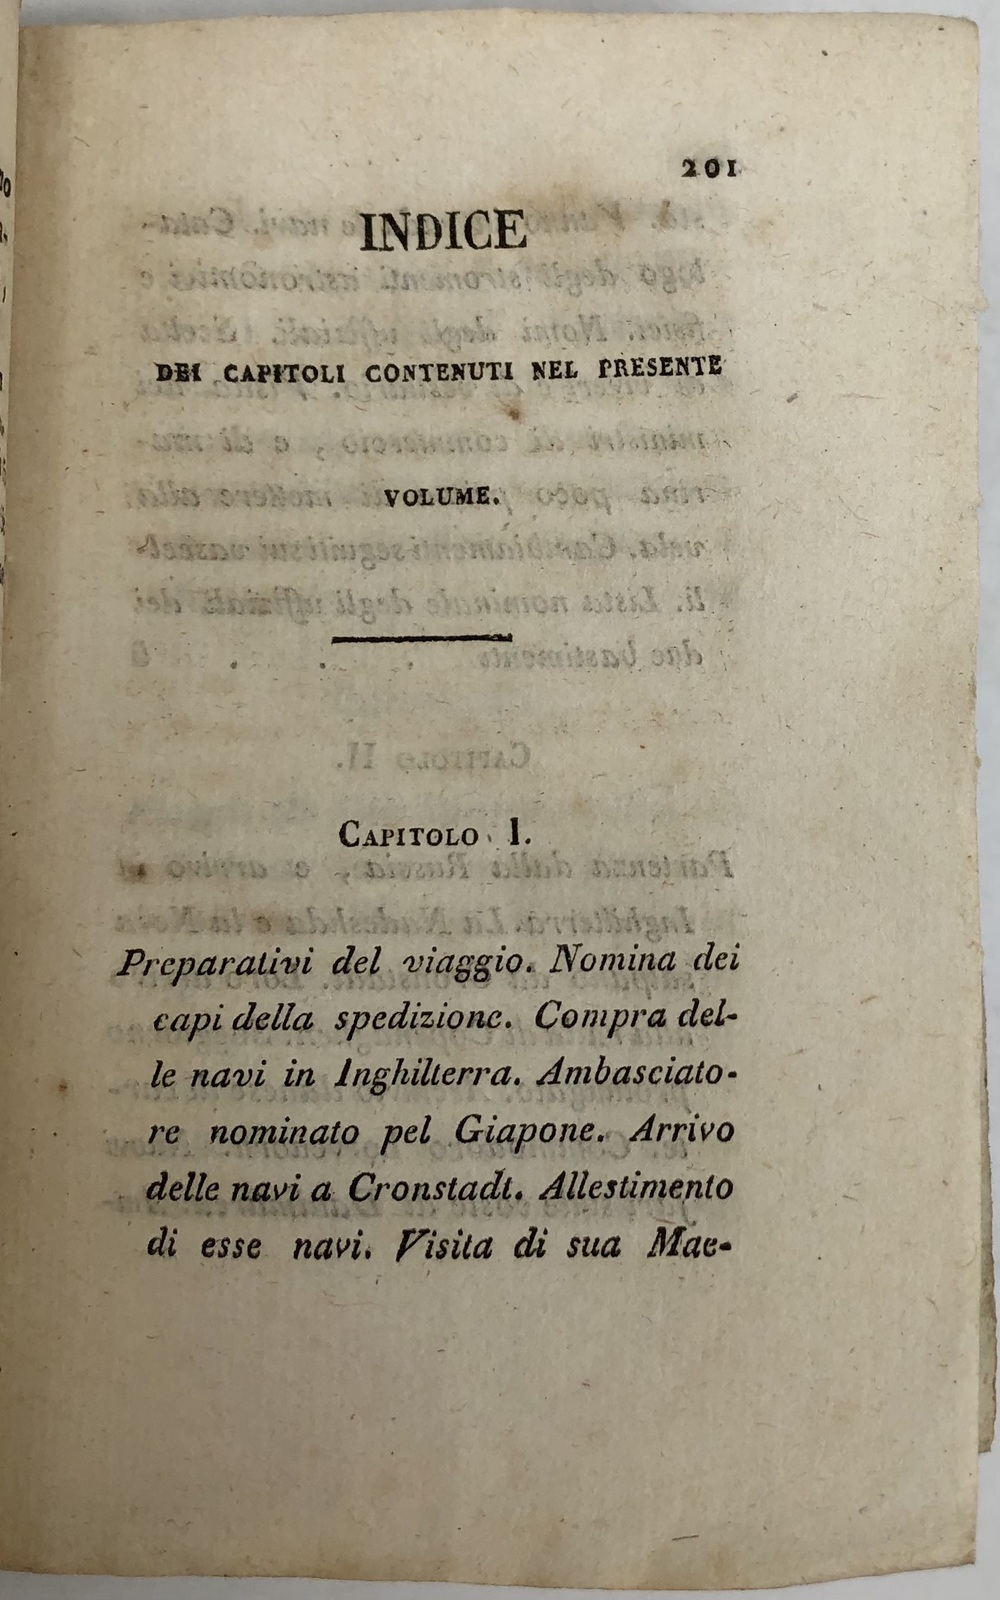 201
INDICE
DEI CAPITOLI CONTENUTI NEL PRESENTE
VOLUME.
Capitolo I.
Preparativi del viaggio. Nomina dei
capi della spedizione. Compra del-
le navi in Inghilterra. Ambasciato-
re nominato pel Giapone. Arrivo
delle navi a Cronstadt. Allestimento
di esse navi. Visita di sua Mae-